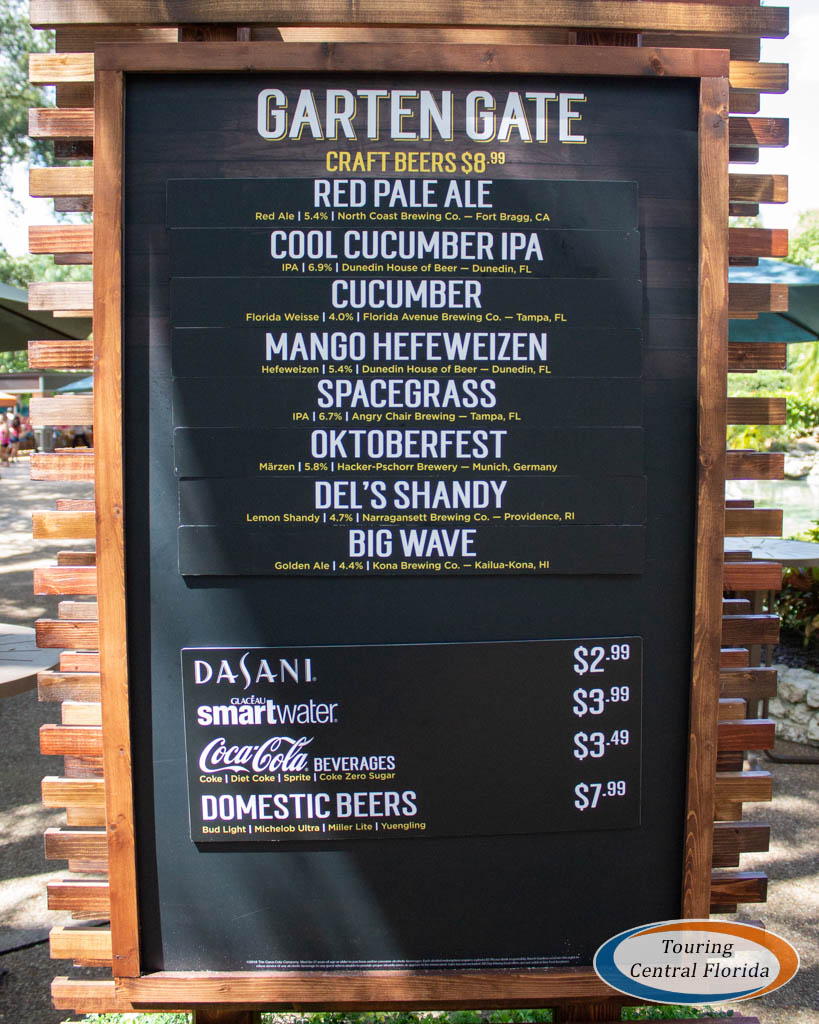 GARTEN GATE
CRAFT BEERS $8.99
RED PALE ALE
Red Ale | 5.4% | North Coast Brewing Co. — Fort Bragg, CA
COOL CUCUMBER IPA
IPA | 6.9% | Dunedin House of Beer — Dunedin, FL
CUCUMBER
Florida Weisse | 4.0% | Florida Avenue Brewing Co. — Tampa, FL
MANGO HEFEWEIZEN
Hefeweizen | 5.4% | Dunedin House of Beer — Dunedin, FL
SPACEGRASS
IPA | 6.7% | Angry Chair Brewing — Tampa, FL
OKTOBERFEST
Märzen | 5.8% | Hacker-Pschorr Brewery — Munich, Germany
DEL'S SHANDY
Lemon Shandy | 4.7% | Narragansett Brewing Co. — Providence, RI
BIG WAVE
Golden Ale | 4.4% | Kona Brewing Co. — Kailua-Kona, HI
DASANI® $2.99
GLACÉAU
smartwater® $3.99
Coca-Cola® BEVERAGES $3.49
Coke | Diet Coke | Sprite | Coke Zero Sugar
DOMESTIC BEERS $7.99
Bud Light | Michelob Ultra | Miller Lite | Yuengling
Touring
Central Florida